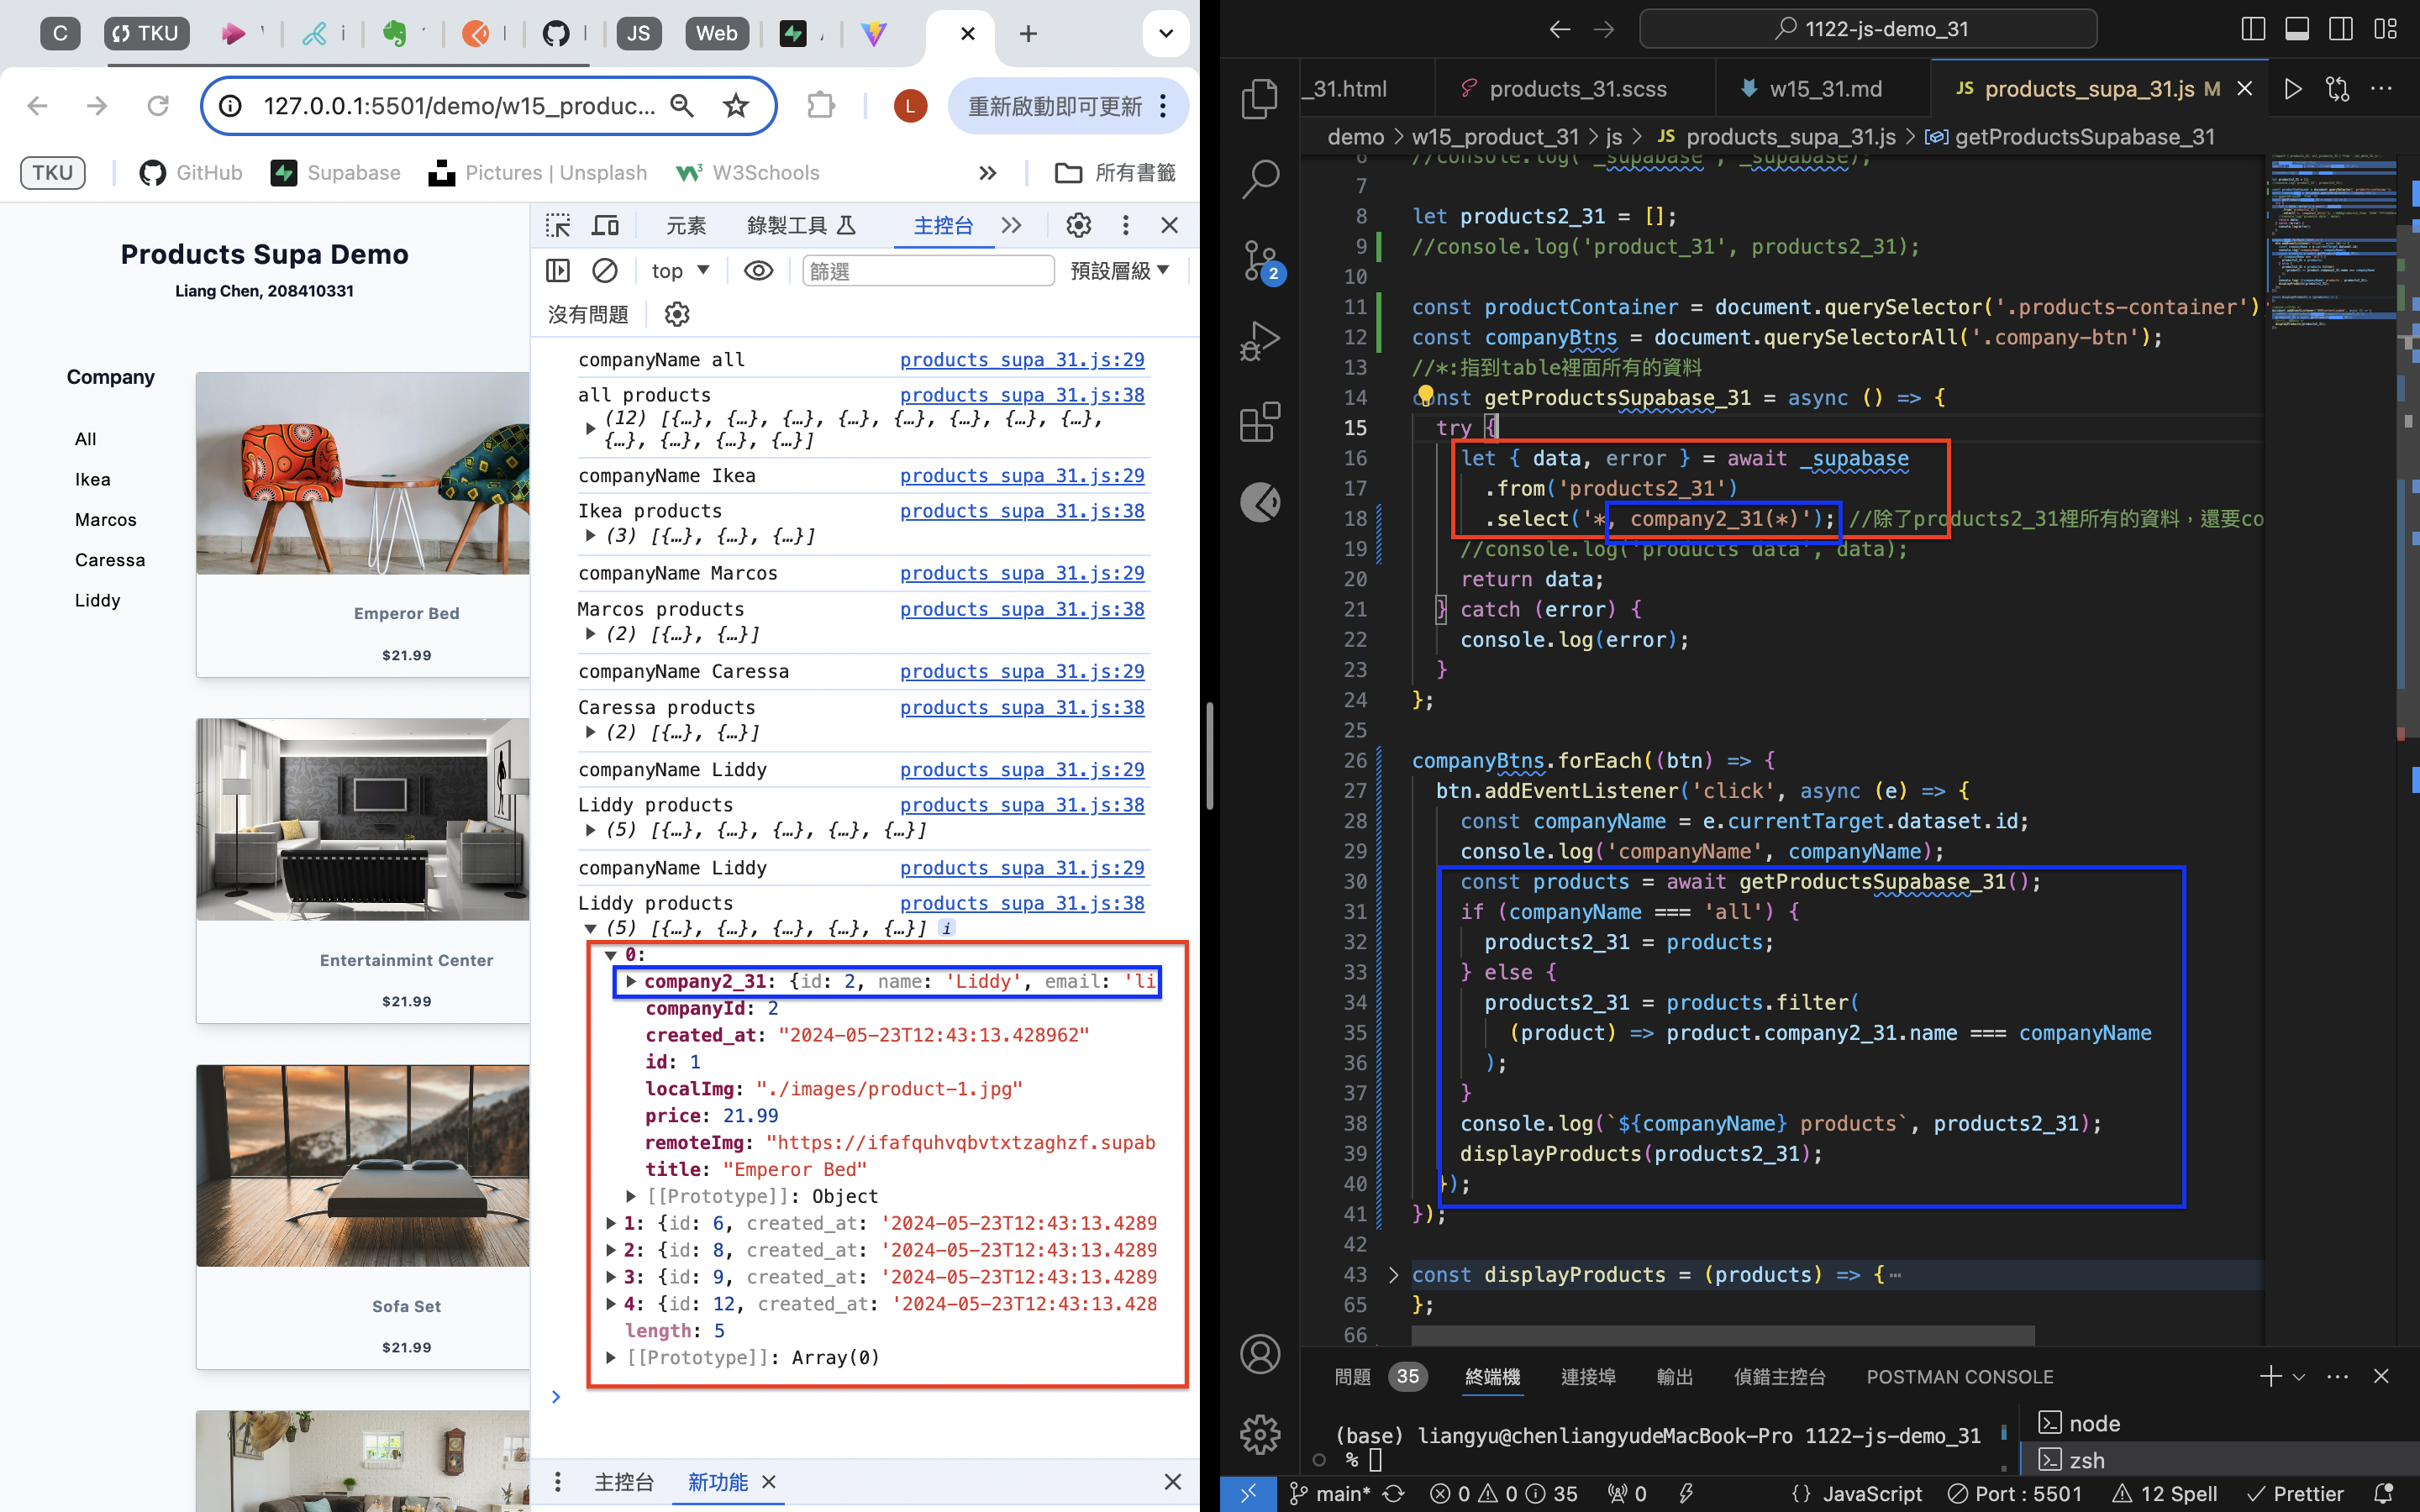 C
TKU
JS
Web
127.0.0.1:5501/demo/w15_produc...
L
重新啟動即可更新
TKU
GitHub
Supabase
Pictures | Unsplash
W3Schools
所有書籤
Products Supa Demo
Liang Chen, 208410331
Company
All
Ikea
Marcos
Caressa
Liddy
Emperor Bed
$21.99
Entertainmint Center
$21.99
Sofa Set
$21.99
元素
錄製工具
主控台
top
篩選
預設層級
沒有問題
companyName all products_supa_31.js:29
all products products_supa_31.js:38
(12) [{…}, {…}, {…}, {…}, {…}, {…}, {…}, {…},
{…}, {…}, {…}, {…}]
companyName Ikea products_supa_31.js:29
Ikea products products_supa_31.js:38
(3) [{…}, {…}, {…}]
companyName Marcos products_supa_31.js:29
Marcos products products_supa_31.js:38
(2) [{…}, {…}]
companyName Caressa products_supa_31.js:29
Caressa products products_supa_31.js:38
(2) [{…}, {…}]
companyName Liddy products_supa_31.js:29
Liddy products products_supa_31.js:38
(5) [{…}, {…}, {…}, {…}, {…}]
companyName Liddy products_supa_31.js:29
Liddy products products_supa_31.js:38
(5) [{…}, {…}, {…}, {…}, {…}] i
0:
company2_31: {id: 2, name: 'Liddy', email: 'li
companyId: 2
created_at: "2024-05-23T12:43:13.428962"
id: 1
localImg: "./images/product-1.jpg"
price: 21.99
remoteImg: "https://ifafquhvqbvtxtzaghzf.supab
title: "Emperor Bed"
[[Prototype]]: Object
1: {id: 6, created_at: '2024-05-23T12:43:13.4289
2: {id: 8, created_at: '2024-05-23T12:43:13.4289
3: {id: 9, created_at: '2024-05-23T12:43:13.4289
4: {id: 12, created_at: '2024-05-23T12:43:13.428
length: 5
[[Prototype]]: Array(0)
主控台
新功能
1122-js-demo_31
_31.html
products_31.scss
w15_31.md
JS products_supa_31.js M
demo > w15_product_31 > js > JS products_supa_31.js > getProductsSupabase_31
2
6 //console.log('_supabase', _supabase);
7
8 let products2_31 = [];
9 //console.log('product_31', products2_31);
10
11 const productContainer = document.querySelector('.products-container')
12 const companyBtns = document.querySelectorAll('.company-btn');
13 //*:指到table裡面所有的資料
14 const getProductsSupabase_31 = async () => {
15 try {
16 let { data, error } = await _supabase
17 .from('products2_31')
18 .select('*, company2_31(*)'); //除了products2_31裡所有的資料，還要co
19 //console.log('products data', data);
20 return data;
21 } catch (error) {
22 console.log(error);
23 }
24 };
25
26 companyBtns.forEach((btn) => {
27 btn.addEventListener('click', async (e) => {
28 const companyName = e.currentTarget.dataset.id;
29 console.log('companyName', companyName);
30 const products = await getProductsSupabase_31();
31 if (companyName === 'all') {
32 products2_31 = products;
33 } else {
34 products2_31 = products.filter(
35 (product) => product.company2_31.name === companyName
36 );
37 }
38 console.log(`${companyName} products`, products2_31);
39 displayProducts(products2_31);
40 });
41 });
42
43 const displayProducts = (products) => {…
65 };
66
問題 35
終端機
連接埠
輸出
偵錯主控台
POSTMAN CONSOLE
(base) liangyu@chenliangyudeMacBook-Pro 1122-js-demo_31
%
node
zsh
main*
0 0 35
0
{} JavaScript
Port : 5501
12 Spell
Prettier